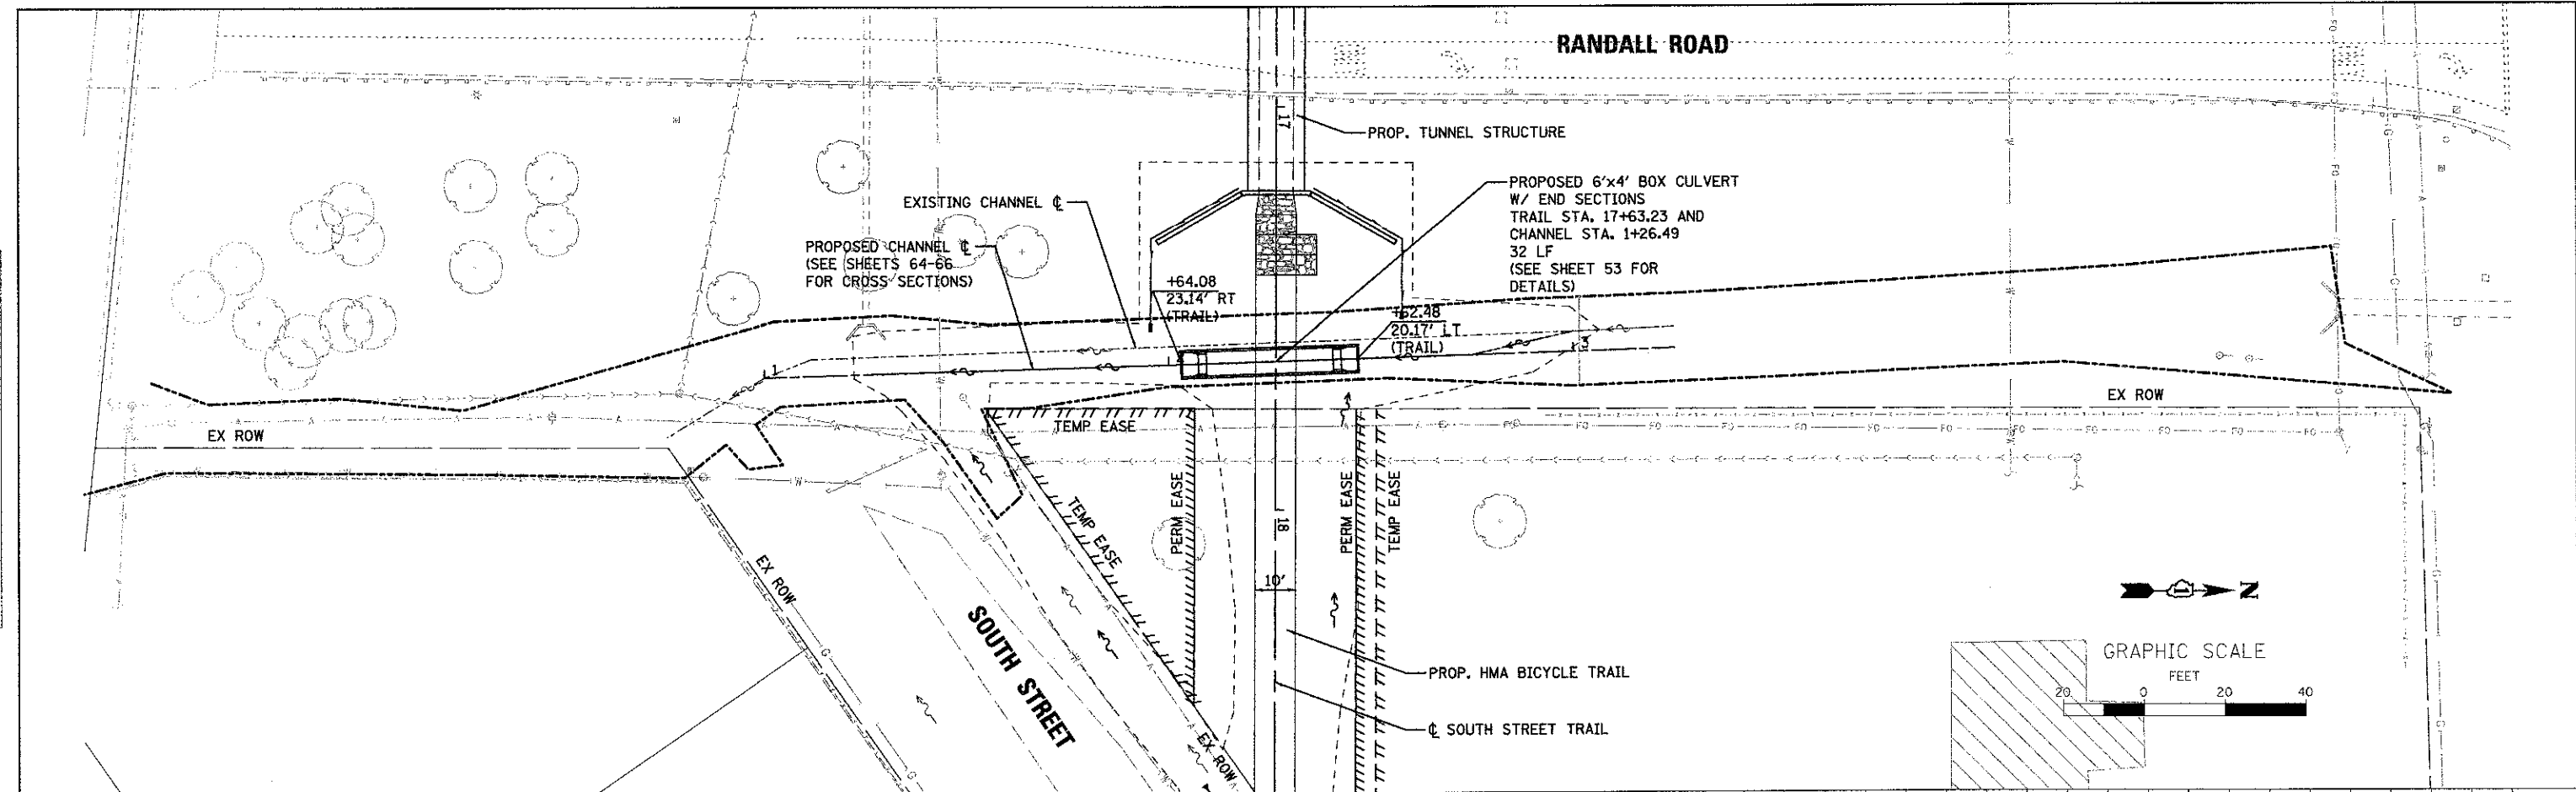 RANDALL ROAD
17
PROP. TUNNEL STRUCTURE
EXISTING CHANNEL ℄
PROPOSED CHANNEL ℄
(SEE SHEETS 64-66
FOR CROSS SECTIONS)
PROPOSED 6'x4' BOX CULVERT
W/ END SECTIONS
TRAIL STA. 17+63.23 AND
CHANNEL STA. 1+26.49
32 LF
(SEE SHEET 53 FOR
DETAILS)
+64.08
23.14' RT
(TRAIL)
+62.48
20.17' LT
(TRAIL)
1
3
EX ROW
EX ROW
TEMP EASE
PERM EASE
PERM EASE
TEMP EASE
TEMP EASE
18
10'
EX ROW
SOUTH STREET
EX ROW
PROP. HMA BICYCLE TRAIL
℄ SOUTH STREET TRAIL
N
GRAPHIC SCALE
FEET
20 0 20 40